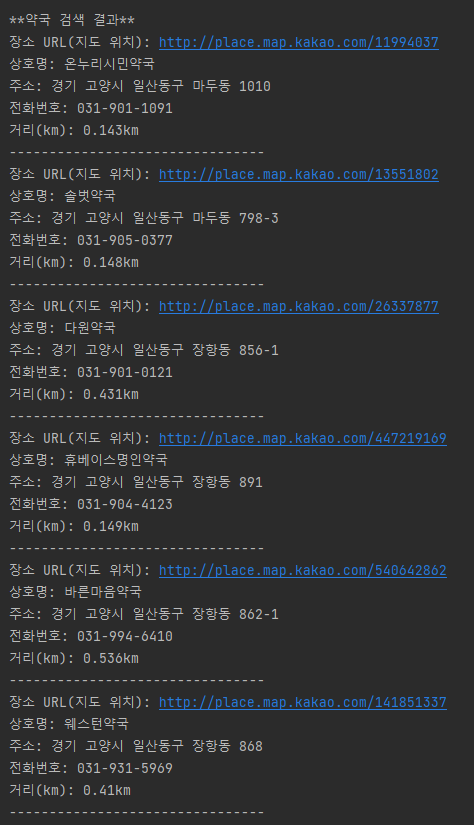 **약국 검색 결과**
장소 URL(지도 위치): http://place.map.kakao.com/11994037
상호명: 온누리시민약국
주소: 경기 고양시 일산동구 마두동 1010
전화번호: 031-901-1091
거리(km): 0.143km
--------------------------------
장소 URL(지도 위치): http://place.map.kakao.com/13551802
상호명: 솔벗약국
주소: 경기 고양시 일산동구 마두동 798-3
전화번호: 031-905-0377
거리(km): 0.148km
--------------------------------
장소 URL(지도 위치): http://place.map.kakao.com/26337877
상호명: 다원약국
주소: 경기 고양시 일산동구 장항동 856-1
전화번호: 031-901-0121
거리(km): 0.431km
--------------------------------
장소 URL(지도 위치): http://place.map.kakao.com/447219169
상호명: 휴베이스명인약국
주소: 경기 고양시 일산동구 장항동 891
전화번호: 031-904-4123
거리(km): 0.149km
--------------------------------
장소 URL(지도 위치): http://place.map.kakao.com/540642862
상호명: 바른마음약국
주소: 경기 고양시 일산동구 장항동 862-1
전화번호: 031-994-6410
거리(km): 0.536km
--------------------------------
장소 URL(지도 위치): http://place.map.kakao.com/141851337
상호명: 웨스턴약국
주소: 경기 고양시 일산동구 장항동 868
전화번호: 031-931-5969
거리(km): 0.41km
--------------------------------